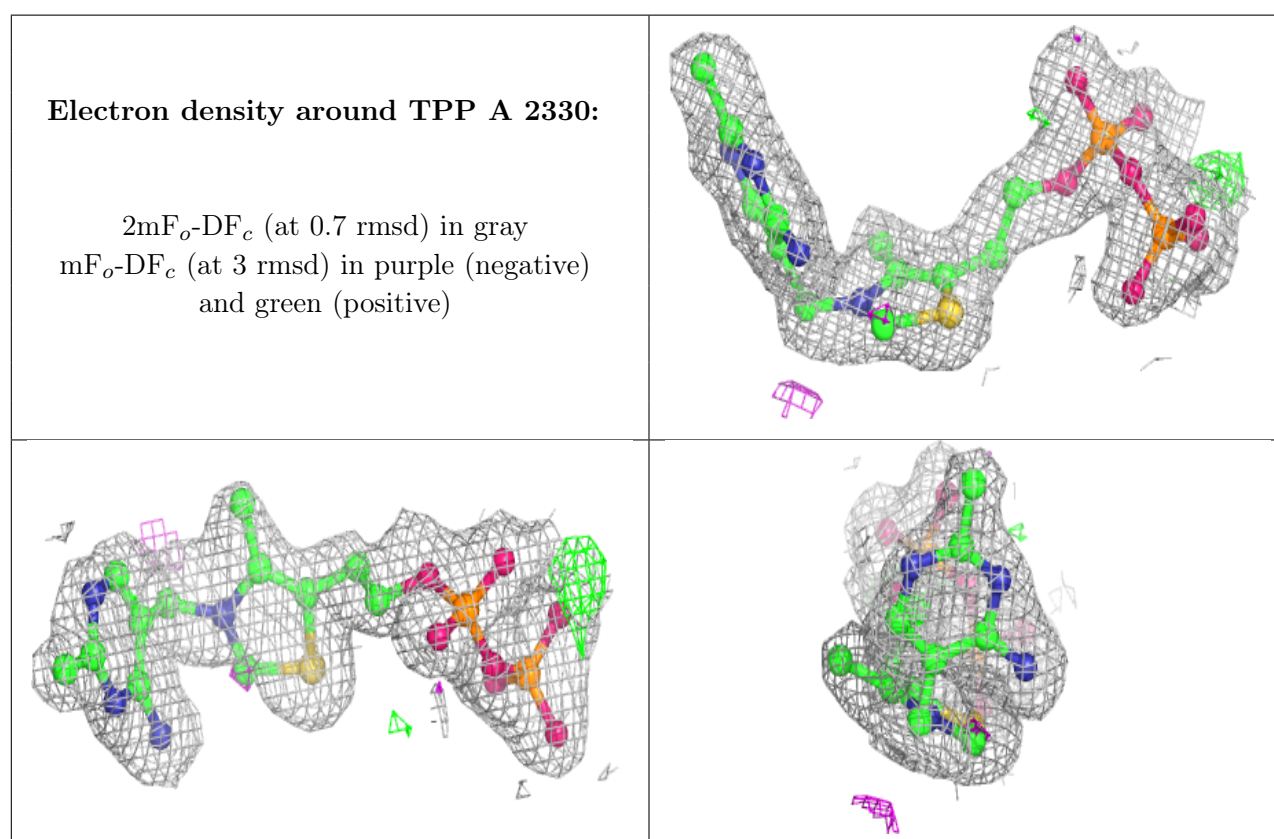 Electron density around TPP A 2330:
2mFo-DFc (at 0.7 rmsd) in gray
mFo-DFc (at 3 rmsd) in purple (negative)
and green (positive)